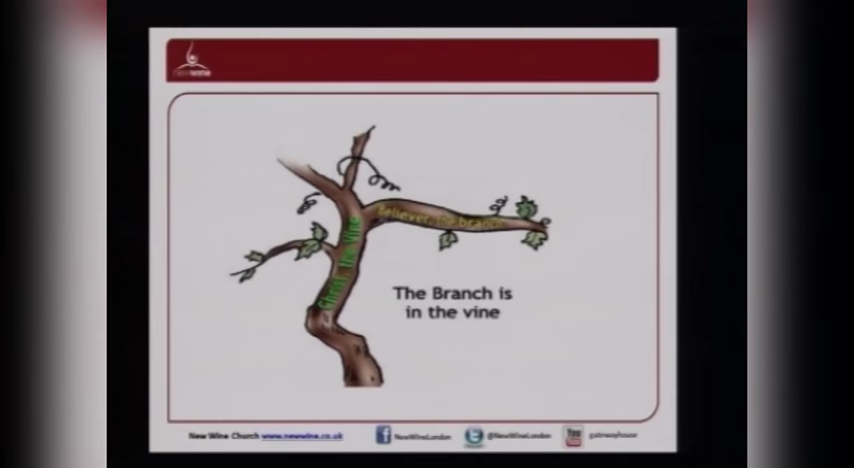 newwine
Christ, the Vine
Believer, the branch
The Branch is
in the vine
New Wine Church www.newwine.co.uk
NewWineLondon
@NewWineLondon
You
gatewayhouse